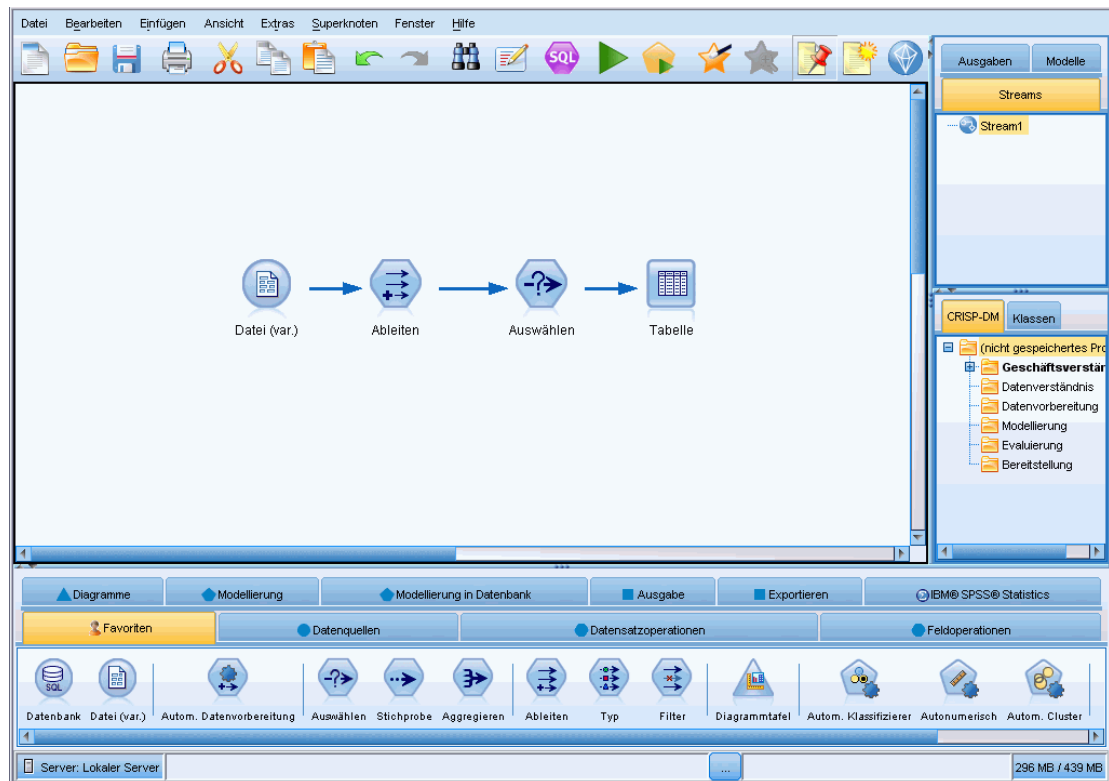 Datei Bearbeiten Einfügen Ansicht Extras Superknoten Fenster Hilfe
SQL
Ausgaben Modelle
Streams
Stream1
Datei (var.) Ableiten Auswählen Tabelle
CRISP-DM Klassen
(nicht gespeichertes Pro
Geschäftsverstär
Datenverständnis
Datenvorbereitung
Modellierung
Evaluierung
Bereitstellung
Diagramme Modellierung Modellierung in Datenbank Ausgabe Exportieren IBM® SPSS® Statistics
Favoriten Datenquellen Datensatzoperationen Feldoperationen
SQL
Datenbank Datei (var.) Autom. Datenvorbereitung Auswählen Stichprobe Aggregieren Ableiten Typ Filter Diagrammtafel Autom. Klassifizierer Autonumerisch Autom. Cluster
Server: Lokaler Server ... 296 MB / 439 MB